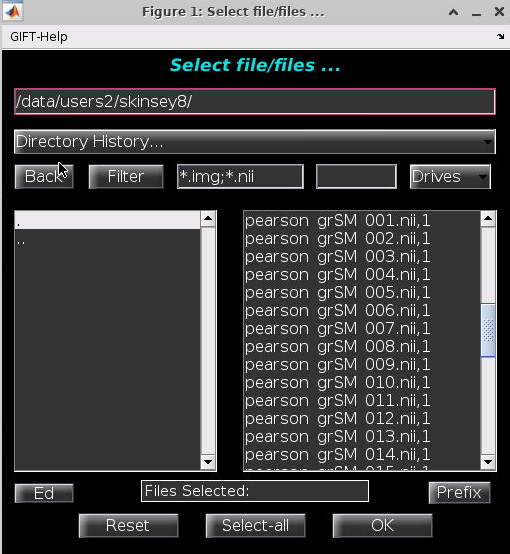 Figure 1: Select file/files ...
GIFT-Help
Select file/files ...
/data/users2/skinsey8/
Directory History...
Back Filter *.img;*.nii Drives
.
..
pearson grSM 001.nii,1
pearson grSM 002.nii,1
pearson grSM 003.nii,1
pearson grSM 004.nii,1
pearson grSM 005.nii,1
pearson grSM 006.nii,1
pearson grSM 007.nii,1
pearson grSM 008.nii,1
pearson grSM 009.nii,1
pearson grSM 010.nii,1
pearson grSM 011.nii,1
pearson grSM 012.nii,1
pearson grSM 013.nii,1
pearson grSM 014.nii,1
Ed Files Selected: Prefix
Reset Select-all OK